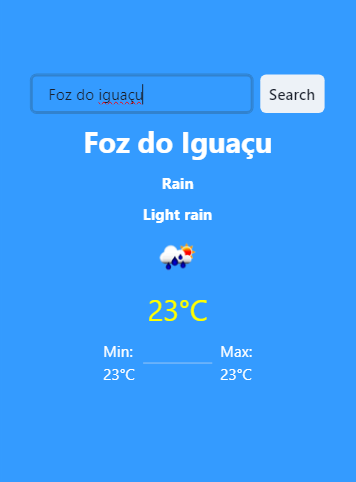 Foz do iguaçu Search
Foz do Iguaçu
Rain
Light rain
23°C
Min: Max:
23°C 23°C